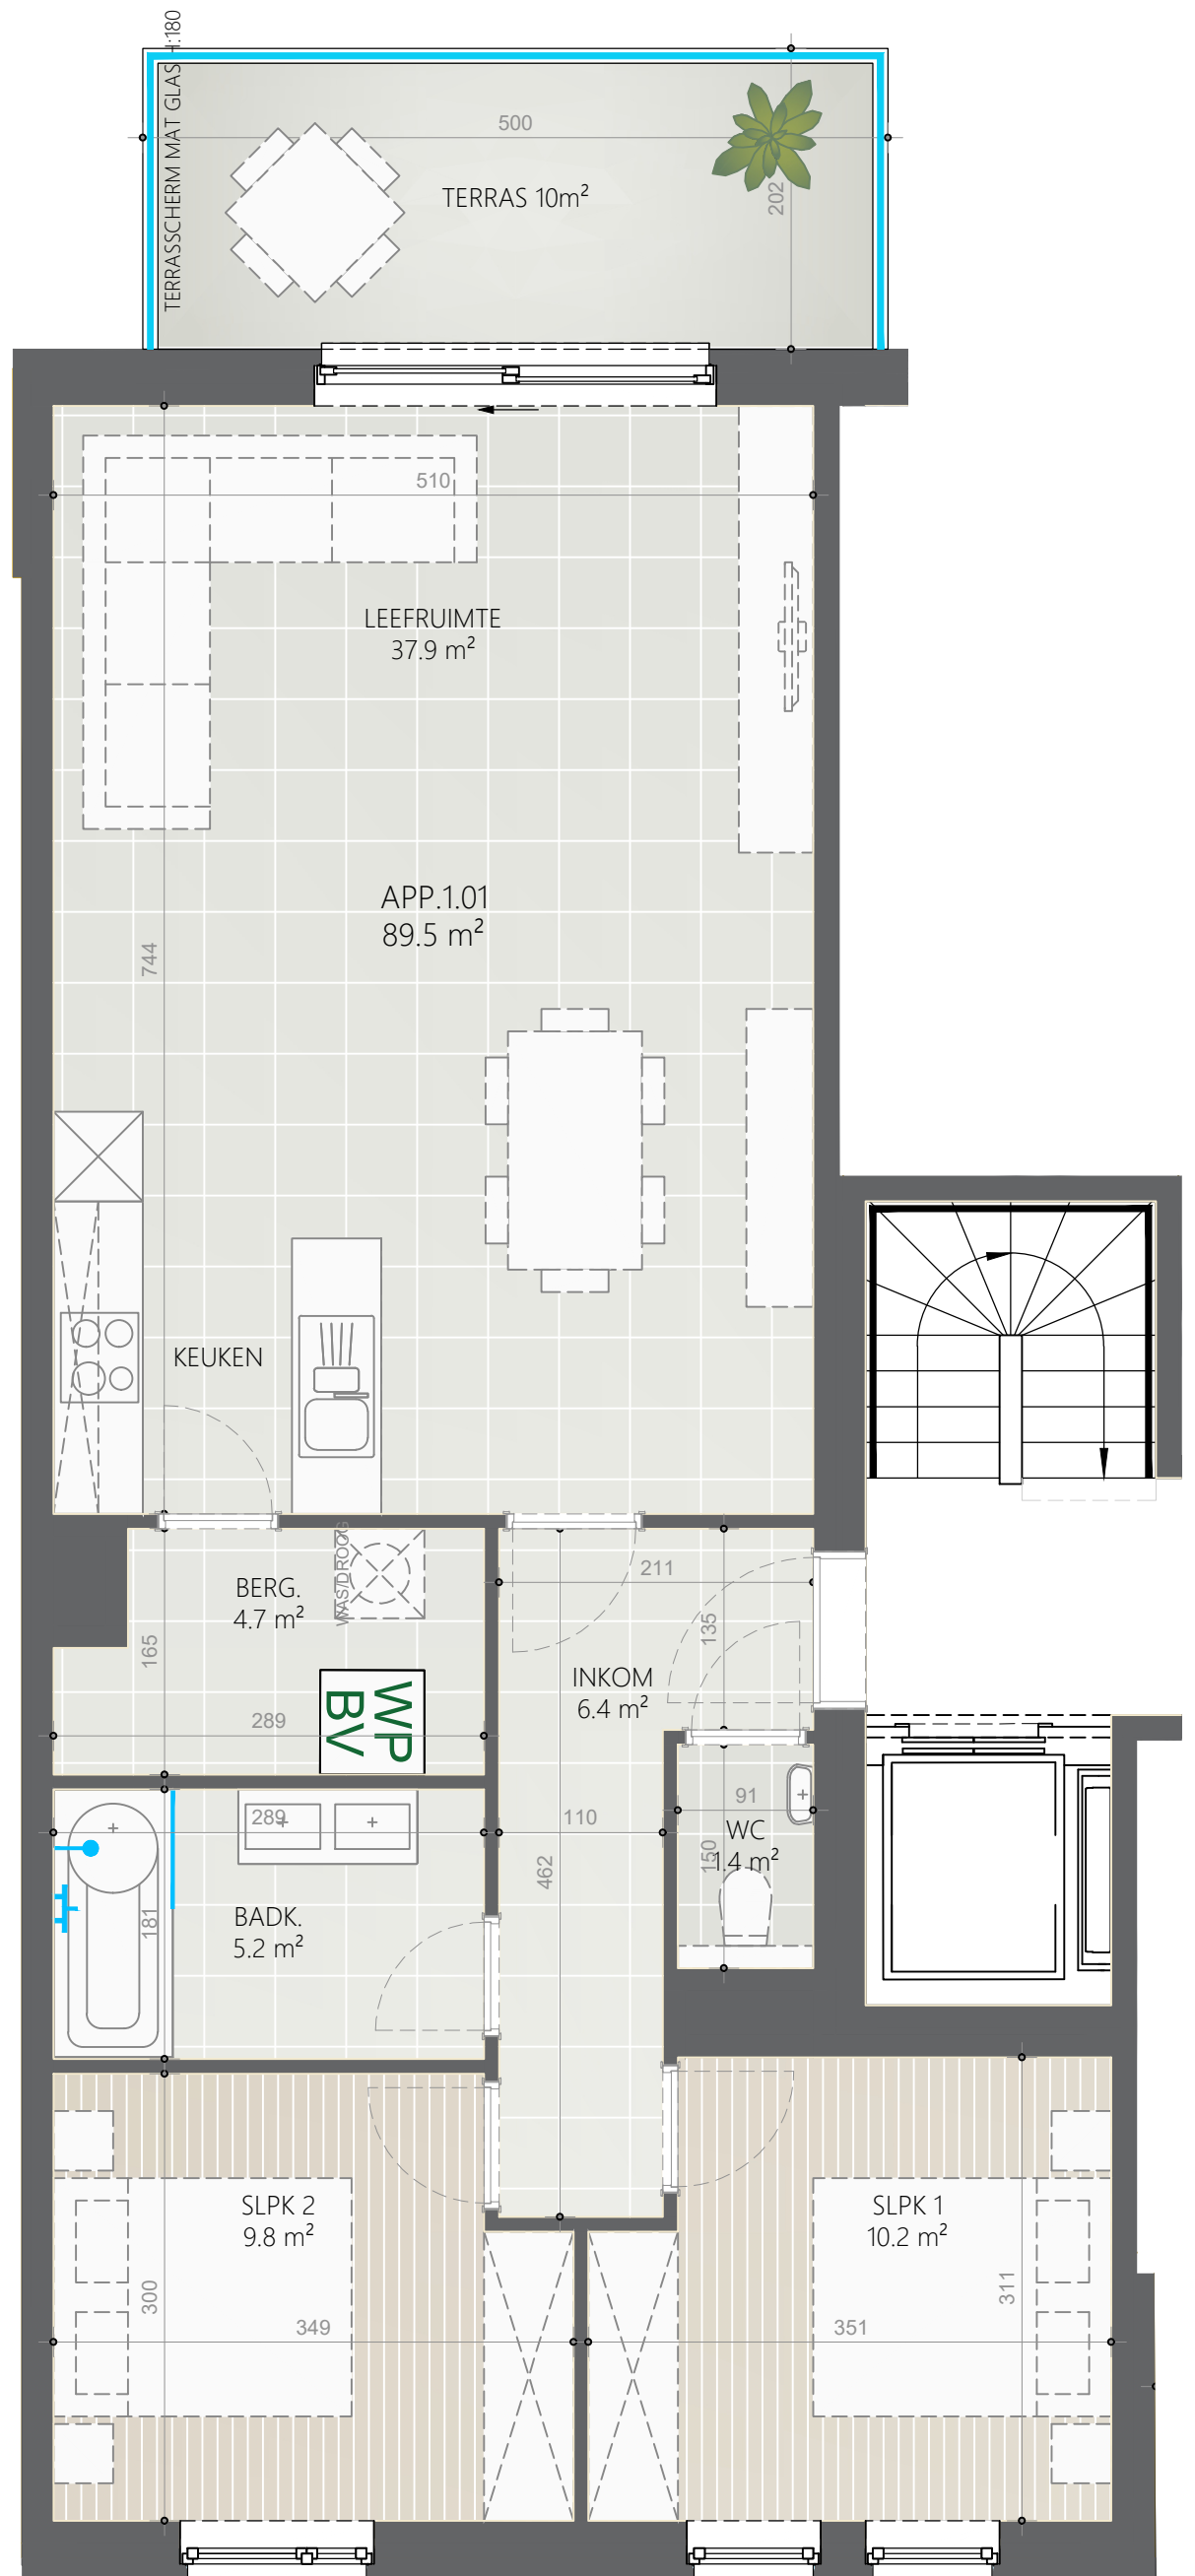 TERRASSCHERM MAT GLAS H:180
500
TERRAS 10m²
202
510
LEEFRUIMTE
37.9 m²
APP.1.01
89.5 m²
744
KEUKEN
BERG.
4.7 m²
WAS/DROOG
165
289
WP
BV
211
135
INKOM
6.4 m²
289
110
91
WC
1.4 m²
150
462
181
BADK.
5.2 m²
SLPK 2
9.8 m²
300
349
SLPK 1
10.2 m²
311
351